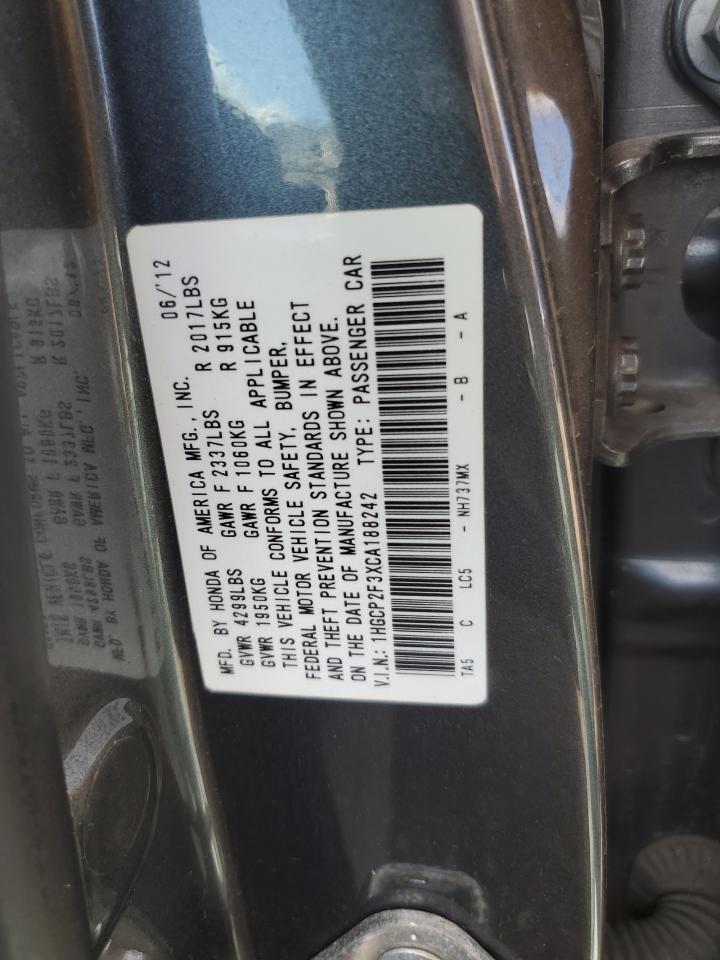 MFD. BY HONDA OF AMERICA MFG., INC. 06/'12
GVWR 4299LBS GAWR F 2337LBS R 2017LBS
GVWR 1950KG GAWR F 1060KG R 915KG
THIS VEHICLE CONFORMS TO ALL APPLICABLE
FEDERAL MOTOR VEHICLE SAFETY, BUMPER,
AND THEFT PREVENTION STANDARDS IN EFFECT
ON THE DATE OF MANUFACTURE SHOWN ABOVE.
V.I.N.: 1HGCP2F3XCA188242 TYPE: PASSENGER CAR
TA5 C LC5 - NH737MX - B - A